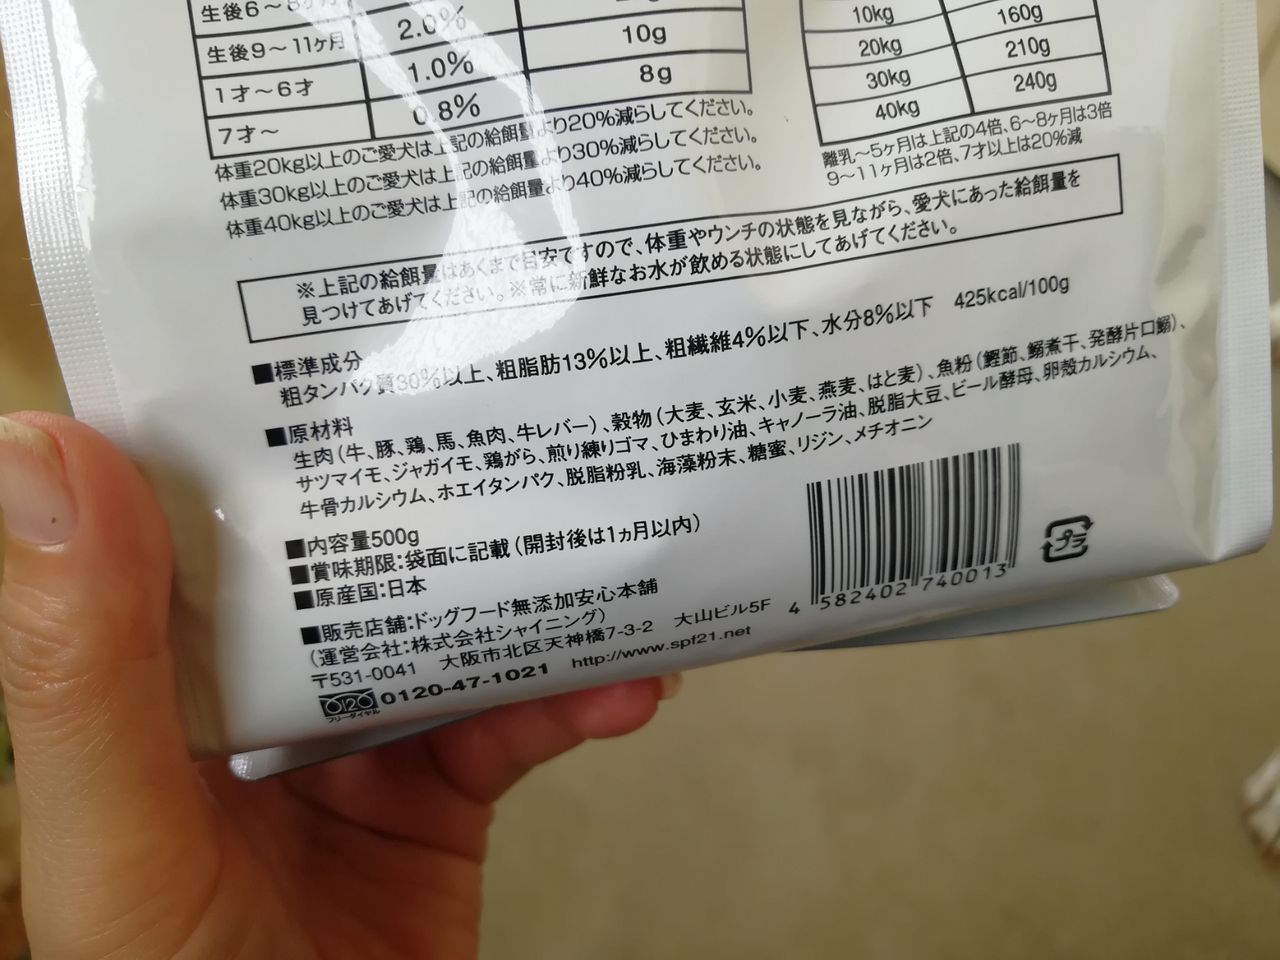 生後6〜8ヶ月
生後9〜11ヶ月 2.0%
1才〜6才 1.0% 10g
7才〜 0.8% 8g
体重20kg以上のご愛犬は上記の給餌量より20%減らしてください。
体重30kg以上のご愛犬は上記の給餌量より30%減らしてください。
体重40kg以上のご愛犬は上記の給餌量より40%減らしてください。
10kg
20kg 160g
30kg 210g
40kg 240g
離乳〜5ヶ月は上記の4倍、6〜8ヶ月は3倍
9〜11ヶ月は2倍、7才以上は20%減
※上記の給餌量はあくまで目安ですので、体重やウンチの状態を見ながら、愛犬にあった給餌量を
見つけてあげてください。※常に新鮮なお水が飲める状態にしてあげてください。
■標準成分
粗タンパク質30%以上、粗脂肪13%以上、粗繊維4%以下、水分8%以下 425kcal/100g
■原材料
生肉(牛、豚、鶏、馬、魚肉、牛レバー)、穀物(大麦、玄米、小麦、燕麦、はと麦)、魚粉(鰹節、鰯煮干、発酵片口鰯)、
サツマイモ、ジャガイモ、鶏がら、煎り練りゴマ、ひまわり油、キャノーラ油、脱脂大豆、ビール酵母、卵殻カルシウム、
牛骨カルシウム、ホエイタンパク、脱脂粉乳、海藻粉末、糖蜜、リジン、メチオニン
■内容量500g
■賞味期限:袋面に記載(開封後は1ヵ月以内)
■原産国:日本
■販売店舗:ドッグフード無添加安心本舗
(運営会社:株式会社シャイニング)
〒531-0041 大阪市北区天神橋7-3-2 大山ビル5F
0120 フリーダイヤル 0120-47-1021 http://www.spf21.net
4 582402 740013
プラ